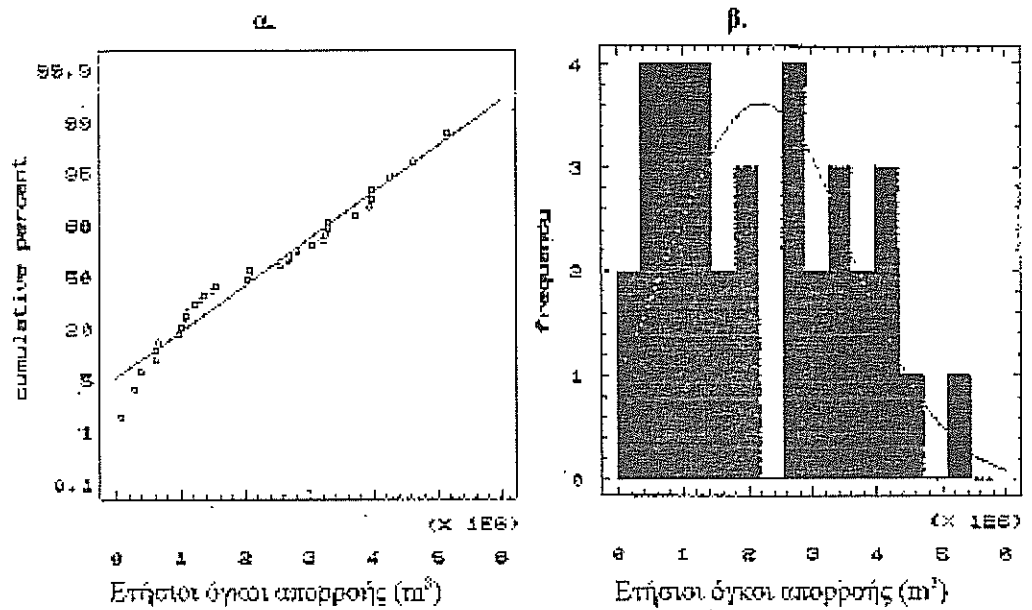 α.
cumulative percent
99,9
99
95
80
50
20
5
1
0,1
(X 1E6)
0 1 2 3 4 5 6
Ετήσιοι όγκοι απορροής (m³)
β.
frequency
4
3
2
1
0
(X 1E6)
0 1 2 3 4 5 6
Ετήσιοι όγκοι απορροής (m³)